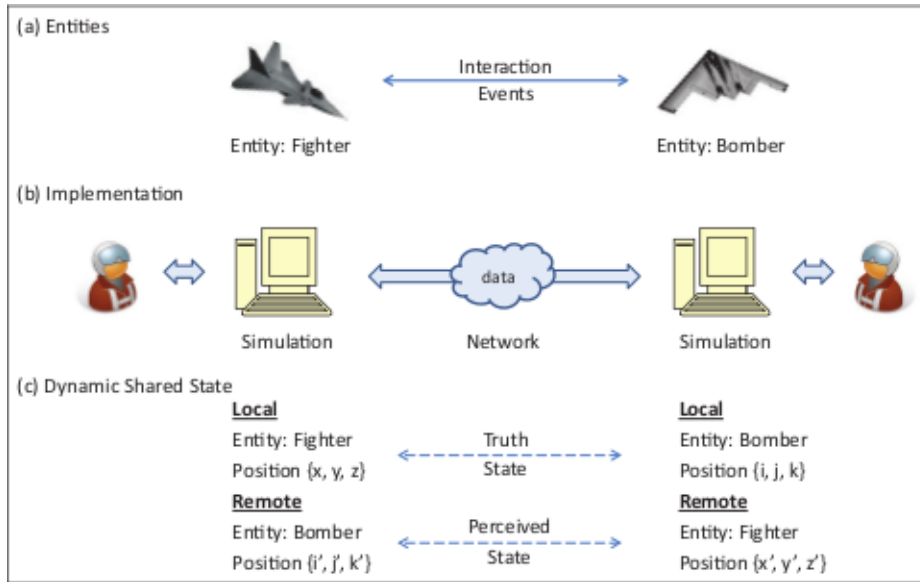 (a) Entities
Interaction
Events
Entity: Fighter
Entity: Bomber
(b) Implementation
data
Simulation
Network
Simulation
(c) Dynamic Shared State
Local
Entity: Fighter
Position {x, y, z}
Remote
Entity: Bomber
Position {i’, j’, k’}
Truth
State
Perceived
State
Local
Entity: Bomber
Position {i, j, k}
Remote
Entity: Fighter
Position {x’, y’, z’}